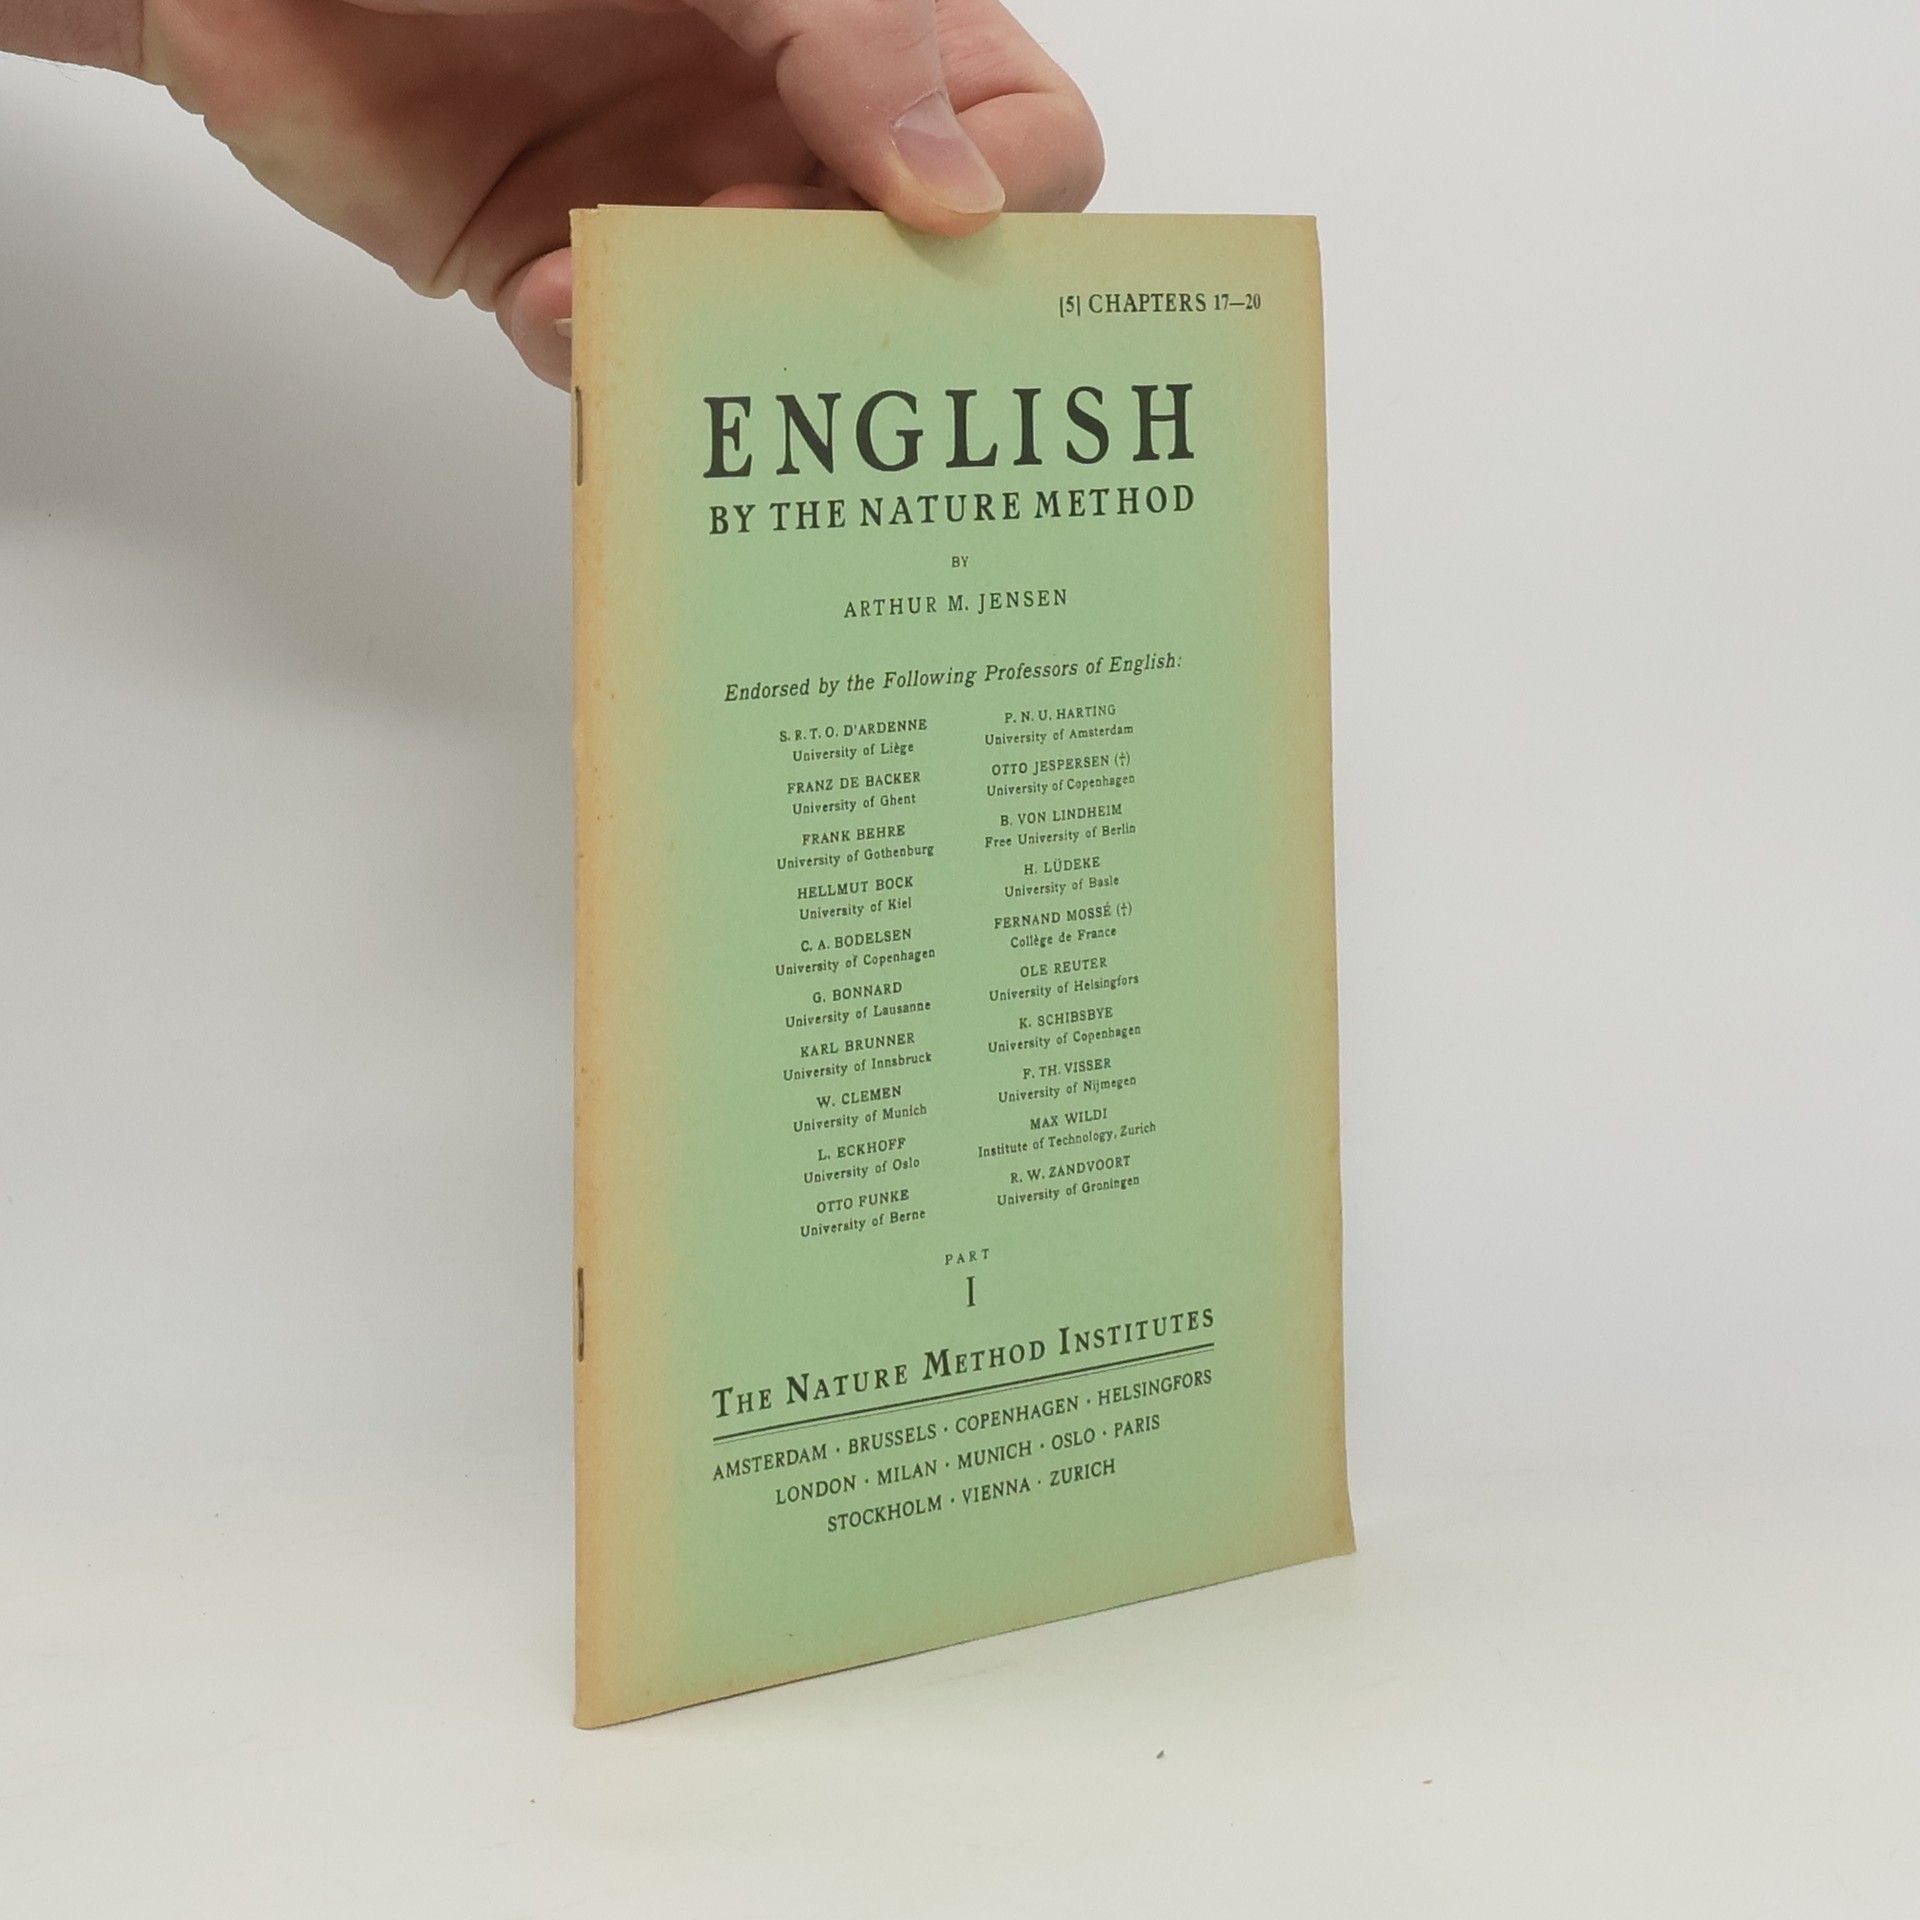 [5] CHAPTERS 17—20
ENGLISH
BY THE NATURE METHOD
BY
ARTHUR M. JENSEN
Endorsed by the Following Professors of English:
S. R. T. O. D'ARDENNE
University of Liège
FRANZ DE BACKER
University of Ghent
FRANK BEHRE
University of Gothenburg
HELLMUT BOCK
University of Kiel
C. A. BODELSEN
University of Copenhagen
G. BONNARD
University of Lausanne
KARL BRUNNER
University of Innsbruck
W. CLEMEN
University of Munich
L. ECKHOFF
University of Oslo
OTTO FUNKE
University of Berne
P. N. U. HARTING
University of Amsterdam
OTTO JESPERSEN (†)
University of Copenhagen
B. VON LINDHEIM
Free University of Berlin
H. LÜDEKE
University of Basle
FERNAND MOSSÉ (†)
Collège de France
OLE REUTER
University of Helsingfors
K. SCHIBSBYE
University of Copenhagen
F. TH. VISSER
University of Nijmegen
MAX WILDI
Institute of Technology, Zurich
R. W. ZANDVOORT
University of Groningen
PART
I
THE NATURE METHOD INSTITUTES
AMSTERDAM · BRUSSELS · COPENHAGEN · HELSINGFORS
LONDON · MILAN · MUNICH · OSLO · PARIS
STOCKHOLM · VIENNA · ZURICH